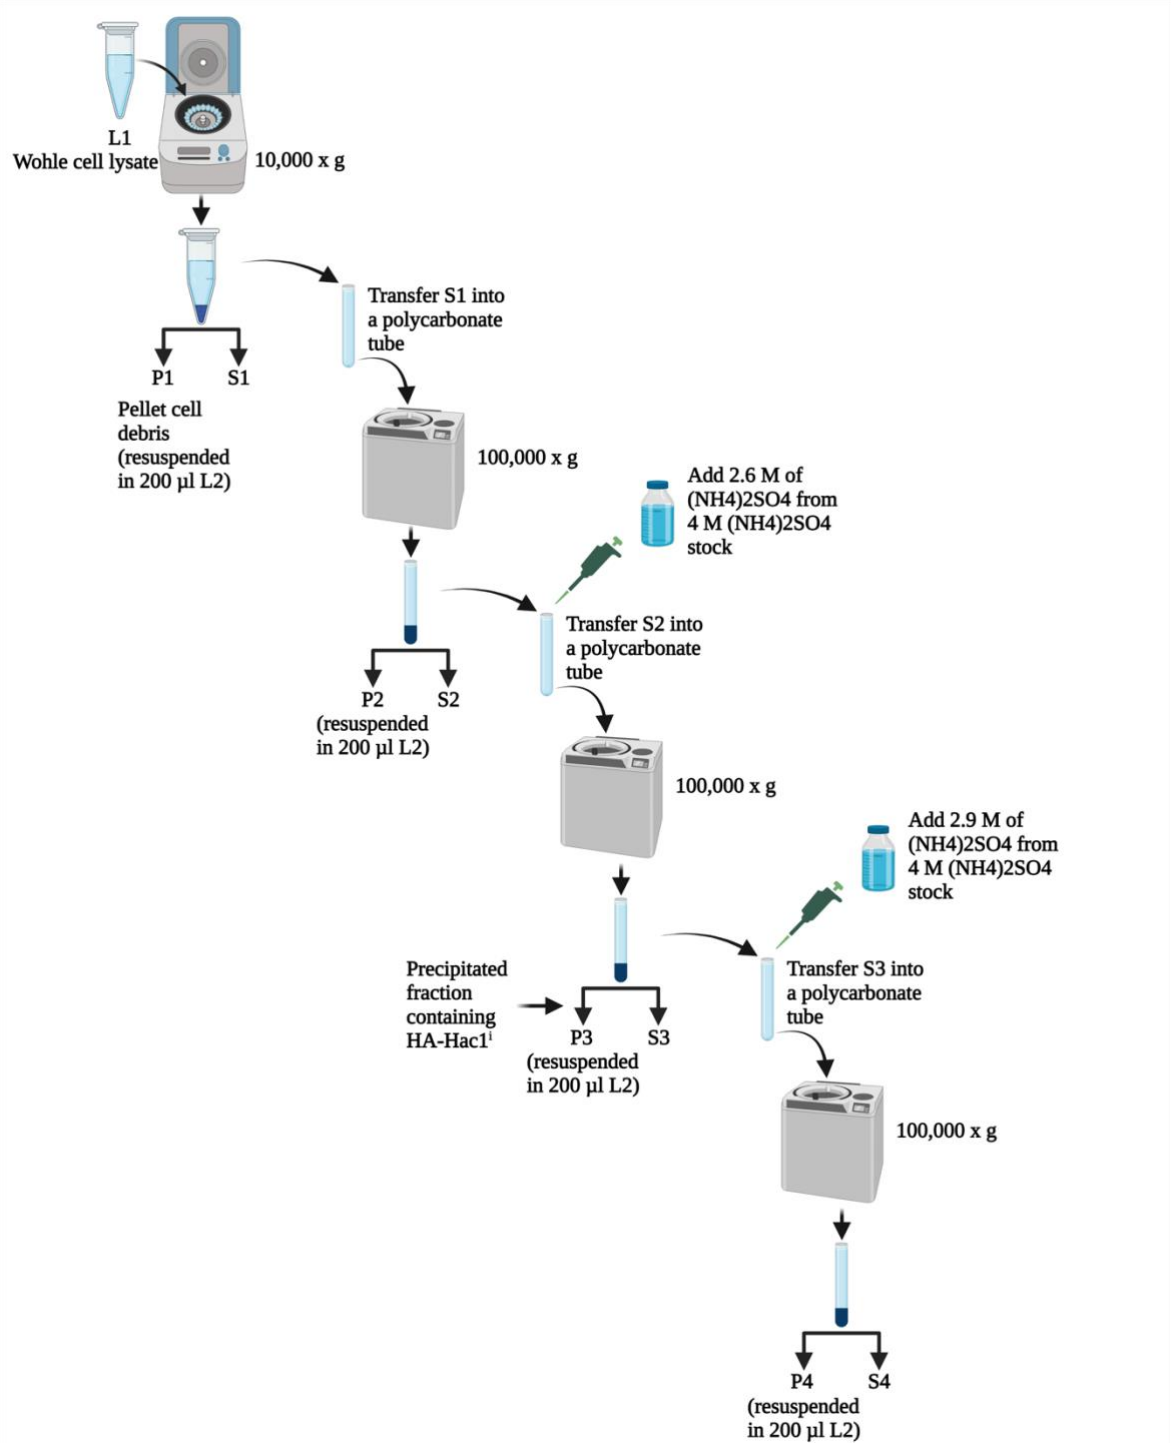 L1
Wohle cell lysate
10,000 x g
P1
S1
Pellet cell
debris
(resuspended
in 200 µl L2)
Transfer S1 into
a polycarbonate
tube
100,000 x g
P2
S2
(resuspended
in 200 µl L2)
Add 2.6 M of
(NH4)2SO4 from
4 M (NH4)2SO4
stock
Transfer S2 into
a polycarbonate
tube
100,000 x g
Precipitated
fraction
containing
HA-Hac1ⁱ
P3
S3
(resuspended
in 200 µl L2)
Add 2.9 M of
(NH4)2SO4 from
4 M (NH4)2SO4
stock
Transfer S3 into
a polycarbonate
tube
100,000 x g
P4
S4
(resuspended
in 200 µl L2)